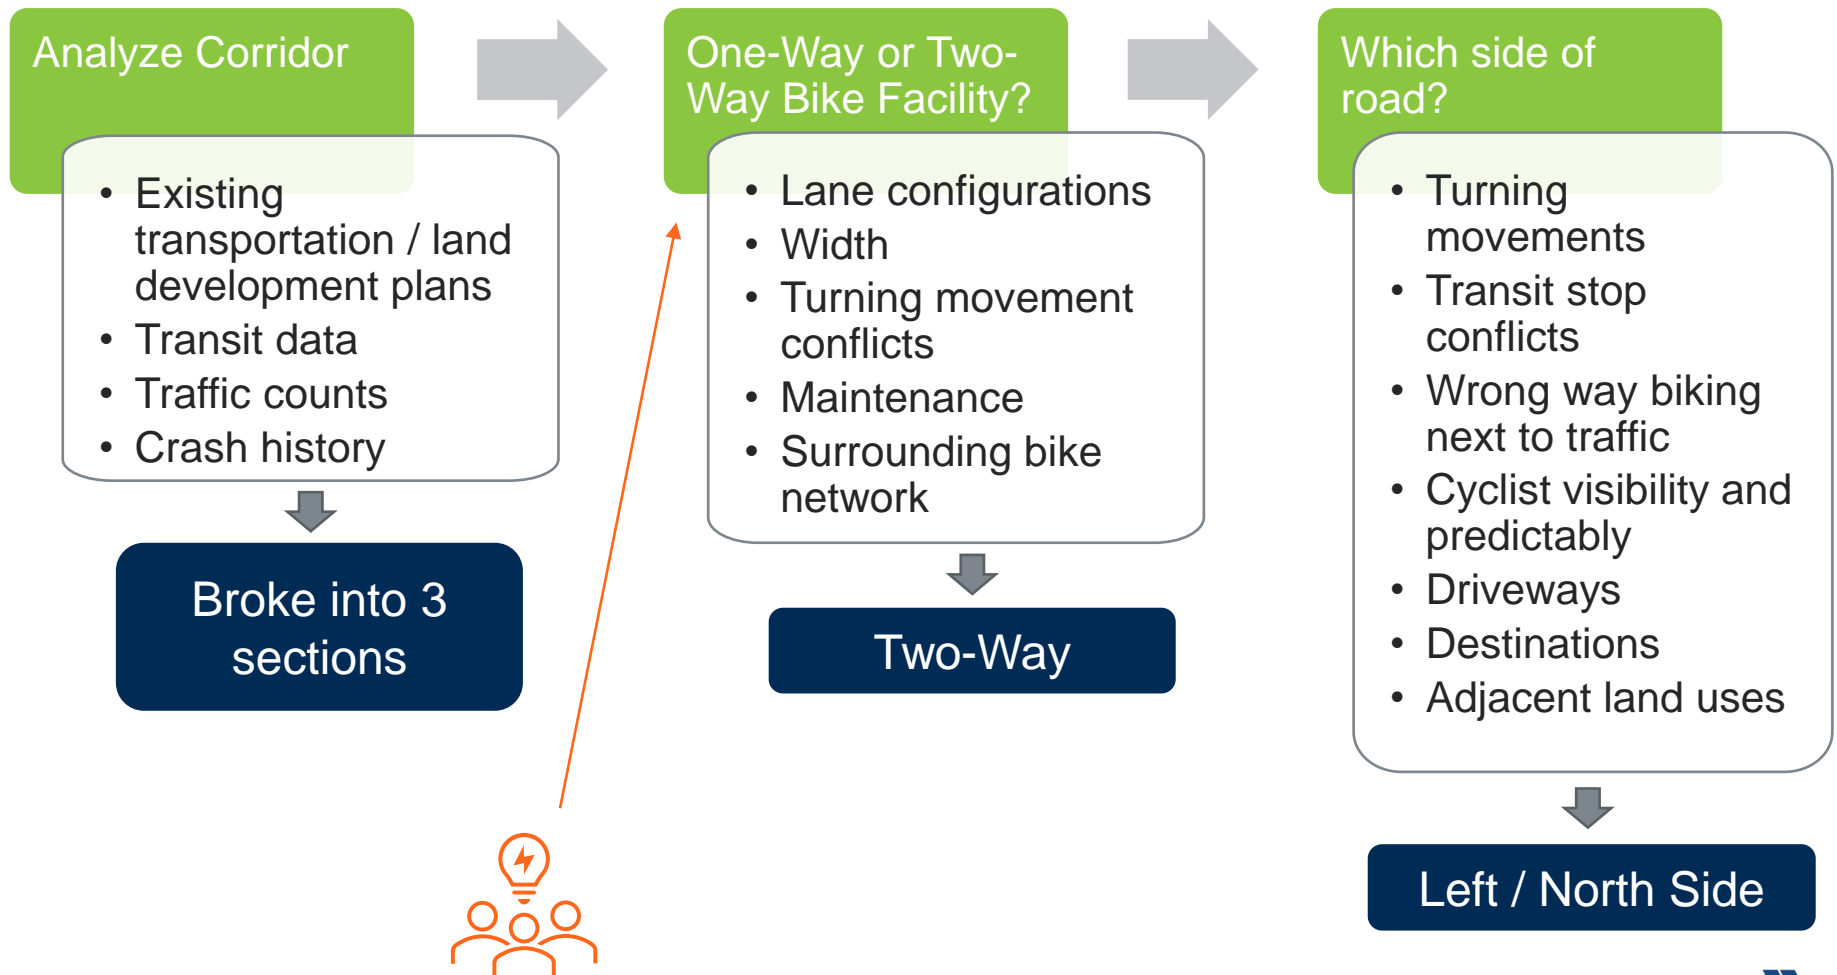 Analyze Corridor
• Existing
transportation / land
development plans
• Transit data
• Traffic counts
• Crash history
Broke into 3
sections
One-Way or Two-
Way Bike Facility?
• Lane configurations
• Width
• Turning movement
conflicts
• Maintenance
• Surrounding bike
network
Two-Way
Which side of
road?
• Turning
movements
• Transit stop
conflicts
• Wrong way biking
next to traffic
• Cyclist visibility and
predictably
• Driveways
• Destinations
• Adjacent land uses
Left / North Side